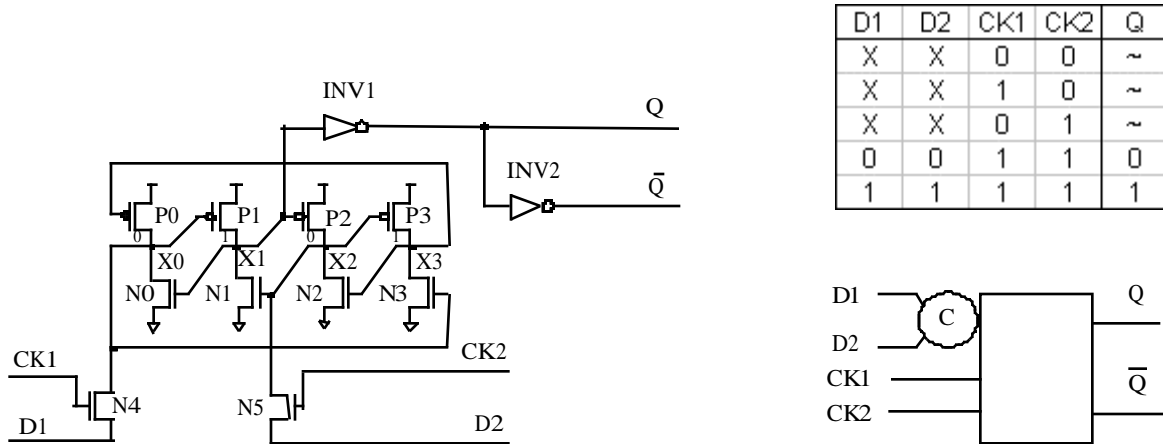 INV1
Q
INV2
Q̅
P0 P1 P2 P3
0 1 0 1
X0 X1 X2 X3
N0 N1 N2 N3
CK1
CK2
N4 N5
D1
D2
D1 D2 CK1 CK2 Q
X X 0 0 ~
X X 1 0 ~
X X 0 1 ~
0 0 1 1 0
1 1 1 1 1
D1
C
Q
D2
CK1
Q̅
CK2